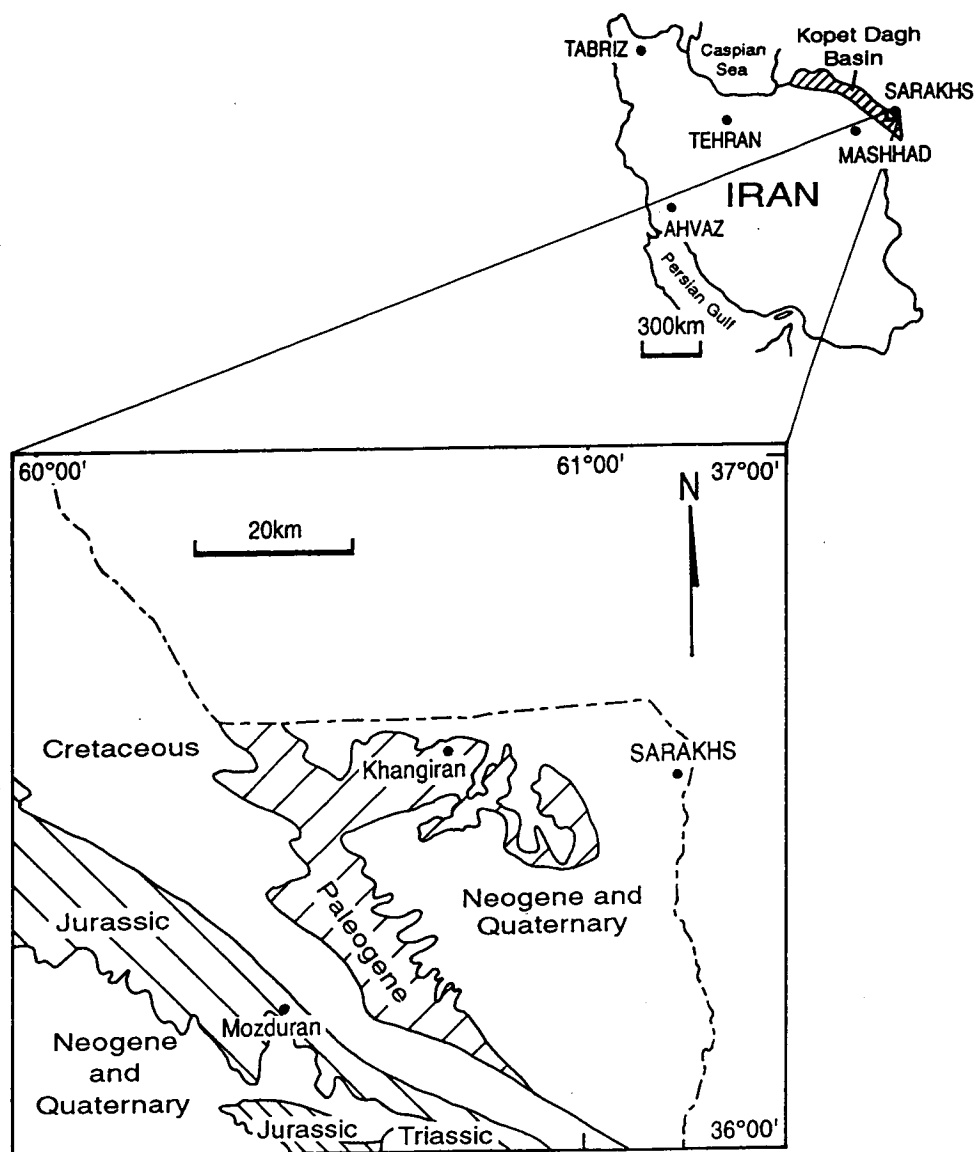 Kopet Dagh
Basin
TABRIZ
Caspian
Sea
SARAKHS
TEHRAN
MASHHAD
IRAN
AHVAZ
Persian Gulf
300km
60°00'
61°00'
37°00'
N
20km
Cretaceous
Khangiran
SARAKHS
Neogene and
Quaternary
Jurassic
Paleogene
Mozduran
Neogene
and
Quaternary
Jurassic
Triassic
36°00'